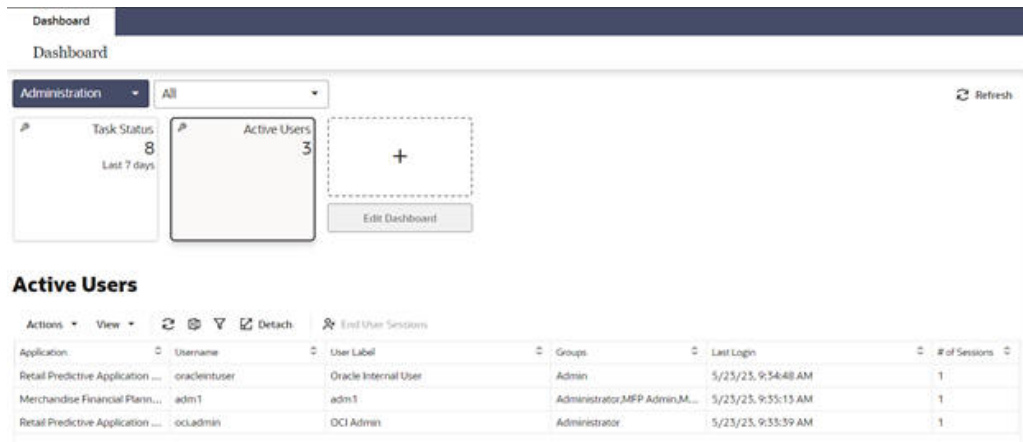 Dashboard
Dashboard
Administration All Refresh
Task Status Active Users
8 3
Last 7 days
+
Edit Dashboard
Active Users
Actions View Detach End User Sessions
Application Username User Label Groups Last Login # of Sessions
Retail Predictive Application .... oracleintuser Oracle Internal User Admin 5/23/23, 9:34:48 AM 1
Merchandise Financial Plann... adm1 adm1 Administrator,MFP Admin,M... 5/23/23, 9:35:13 AM 1
Retail Predictive Application .... oci.admin OCI Admin Administrator 5/23/23, 9:33:39 AM 1